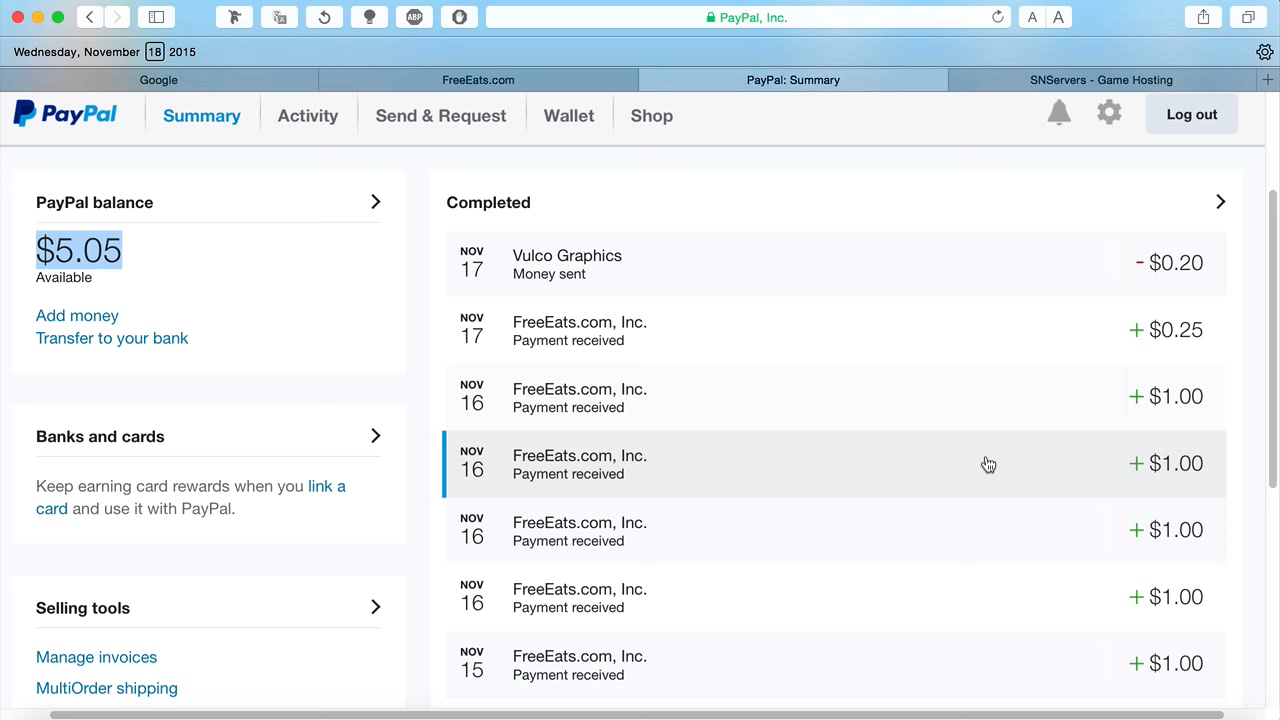 ABP
PayPal, Inc.
A A
Wednesday, November 18 2015
Google
FreeEats.com
PayPal: Summary
SNServers - Game Hosting
PayPal
Summary
Activity
Send & Request
Wallet
Shop
Log out
PayPal balance
$5.05
Available
Add money
Transfer to your bank
Banks and cards
Keep earning card rewards when you link a
card and use it with PayPal.
Selling tools
Manage invoices
MultiOrder shipping
Completed
NOV
17
Vulco Graphics
Money sent
- $0.20
NOV
17
FreeEats.com, Inc.
Payment received
+ $0.25
NOV
16
FreeEats.com, Inc.
Payment received
+ $1.00
NOV
16
FreeEats.com, Inc.
Payment received
+ $1.00
NOV
16
FreeEats.com, Inc.
Payment received
+ $1.00
NOV
16
FreeEats.com, Inc.
Payment received
+ $1.00
NOV
15
FreeEats.com, Inc.
Payment received
+ $1.00